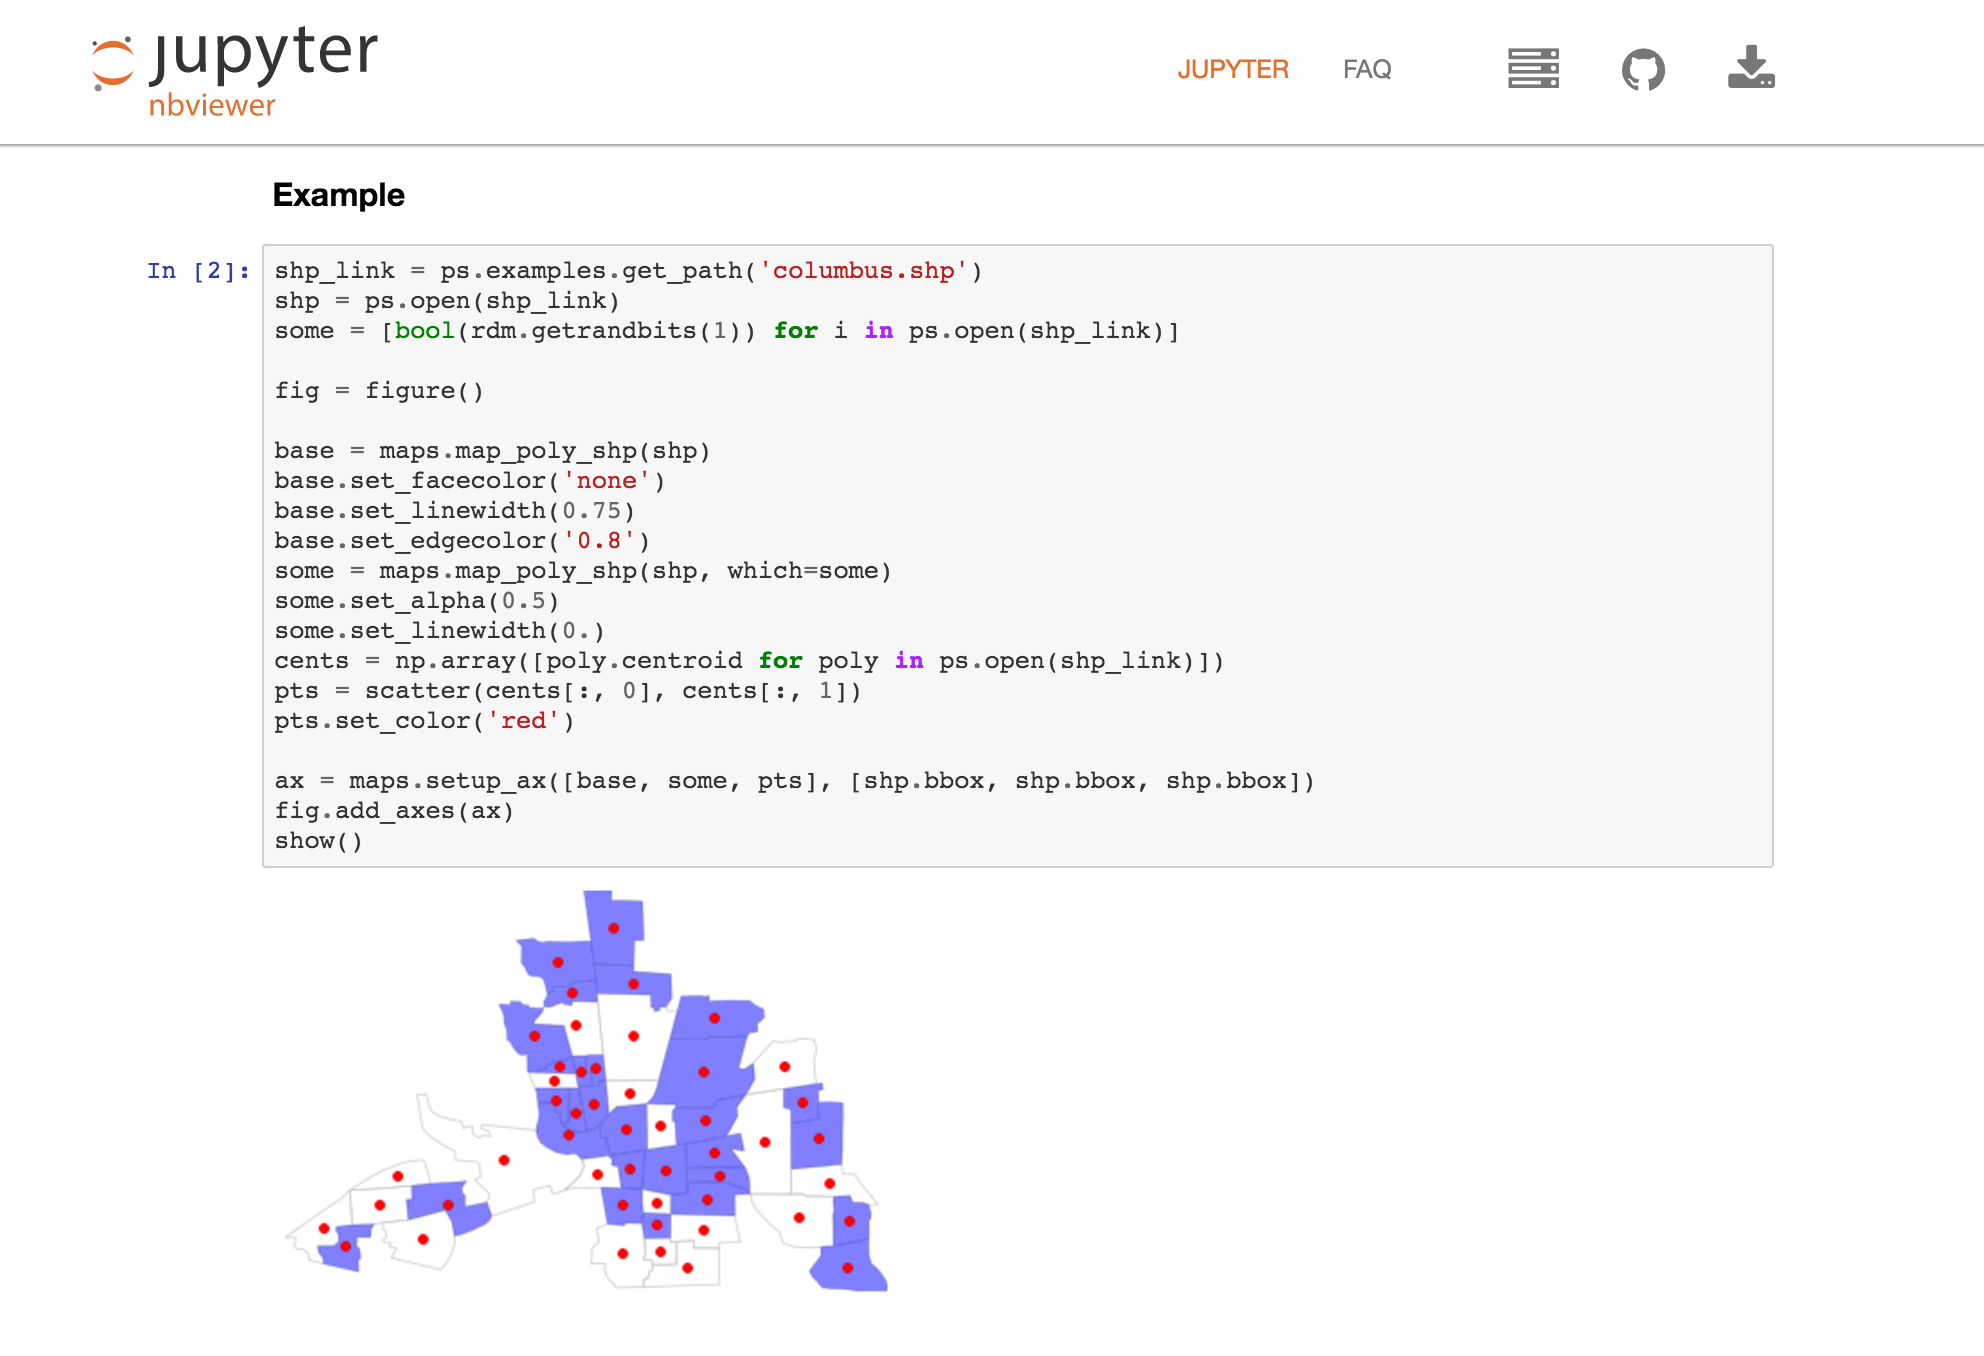 jupyter
nbviewer
JUPYTER FAQ
Example
In [2]:
shp_link = ps.examples.get_path('columbus.shp')
shp = ps.open(shp_link)
some = [bool(rdm.getrandbits(1)) for i in ps.open(shp_link)]
fig = figure()
base = maps.map_poly_shp(shp)
base.set_facecolor('none')
base.set_linewidth(0.75)
base.set_edgecolor('0.8')
some = maps.map_poly_shp(shp, which=some)
some.set_alpha(0.5)
some.set_linewidth(0.)
cents = np.array([poly.centroid for poly in ps.open(shp_link)])
pts = scatter(cents[:, 0], cents[:, 1])
pts.set_color('red')
ax = maps.setup_ax([base, some, pts], [shp.bbox, shp.bbox, shp.bbox])
fig.add_axes(ax)
show()